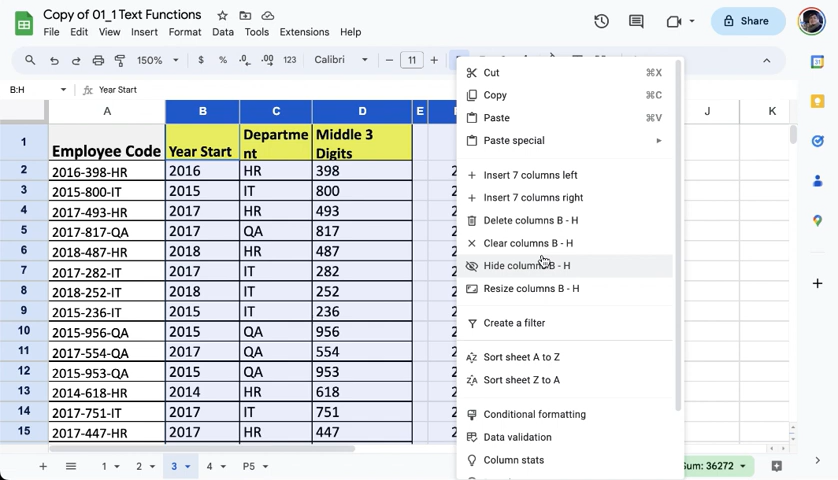 Copy of 01_1 Text Functions
File Edit View Insert Format Data Tools Extensions Help
Share
150% $ % .0 .00 123 Calibri 11
B:H fx Year Start
A B C D E J K
1 Employee Code Year Start Departme
nt Middle 3
Digits
2 2016-398-HR 2016 HR 398
3 2015-800-IT 2015 IT 800
4 2017-493-HR 2017 HR 493
5 2017-817-QA 2017 QA 817
6 2018-487-HR 2018 HR 487
7 2017-282-IT 2017 IT 282
8 2018-252-IT 2018 IT 252
9 2015-236-IT 2015 IT 236
10 2015-956-QA 2015 QA 956
11 2017-554-QA 2017 QA 554
12 2015-953-QA 2015 QA 953
13 2014-618-HR 2014 HR 618
14 2017-751-IT 2017 IT 751
15 2017-447-HR 2017 HR 447
Cut ⌘X
Copy ⌘C
Paste ⌘V
Paste special
Insert 7 columns left
Insert 7 columns right
Delete columns B - H
Clear columns B - H
Hide columns B - H
Resize columns B - H
Create a filter
Sort sheet A to Z
Sort sheet Z to A
Conditional formatting
Data validation
Column stats
1 2 3 4 P5
Sum: 36272